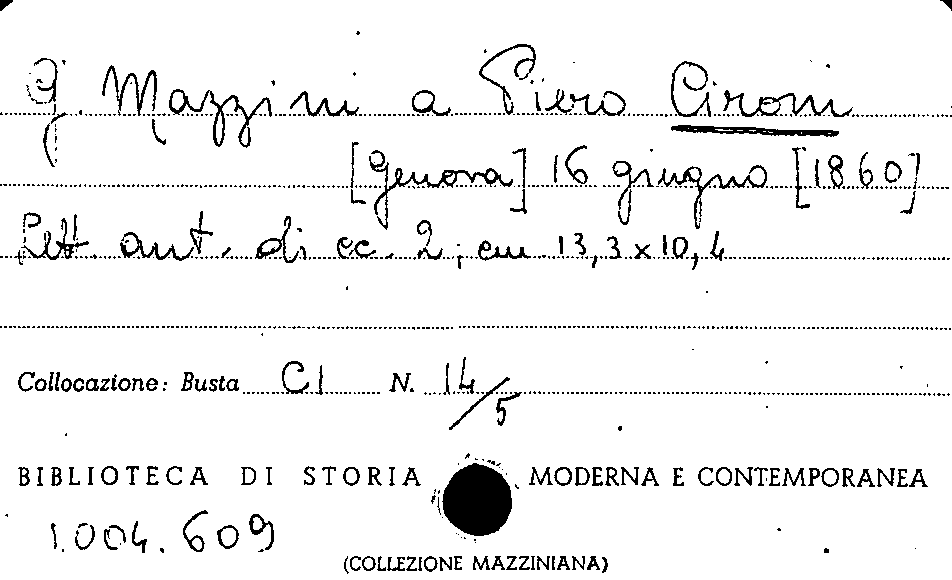 G. Mazzini a Piero Cironi
[Genova] 16 giugno [1860]
Lett. aut. di cc. 2; cm. 13,3 x 10,4
Collocazione: Busta C1 N. 14/5
BIBLIOTECA DI STORIA MODERNA E CONTEMPORANEA
1.004.609
(COLLEZIONE MAZZINIANA)